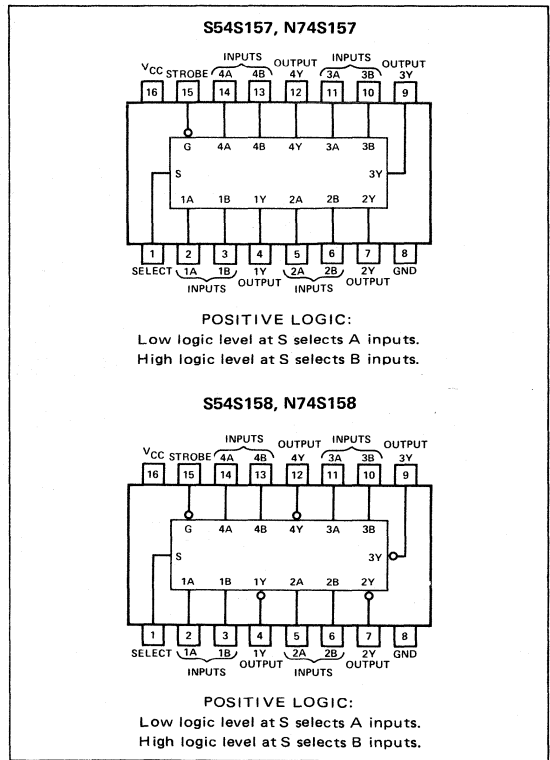 S54S157, N74S157
INPUTS OUTPUT INPUTS OUTPUT
VCC STROBE 4A 4B 4Y 3A 3B 3Y
16 15 14 13 12 11 10 9
G 4A 4B 4Y 3A 3B
S 3Y
1A 1B 1Y 2A 2B 2Y
1 2 3 4 5 6 7 8
SELECT 1A 1B 1Y 2A 2B 2Y GND
INPUTS OUTPUT INPUTS OUTPUT
POSITIVE LOGIC:
Low logic level at S selects A inputs.
High logic level at S selects B inputs.
S54S158, N74S158
INPUTS OUTPUT INPUTS OUTPUT
VCC STROBE 4A 4B 4Y 3A 3B 3Y
16 15 14 13 12 11 10 9
G 4A 4B 4Y 3A 3B
S 3Y
1A 1B 1Y 2A 2B 2Y
1 2 3 4 5 6 7 8
SELECT 1A 1B 1Y 2A 2B 2Y GND
INPUTS OUTPUT INPUTS OUTPUT
POSITIVE LOGIC:
Low logic level at S selects A inputs.
High logic level at S selects B inputs.